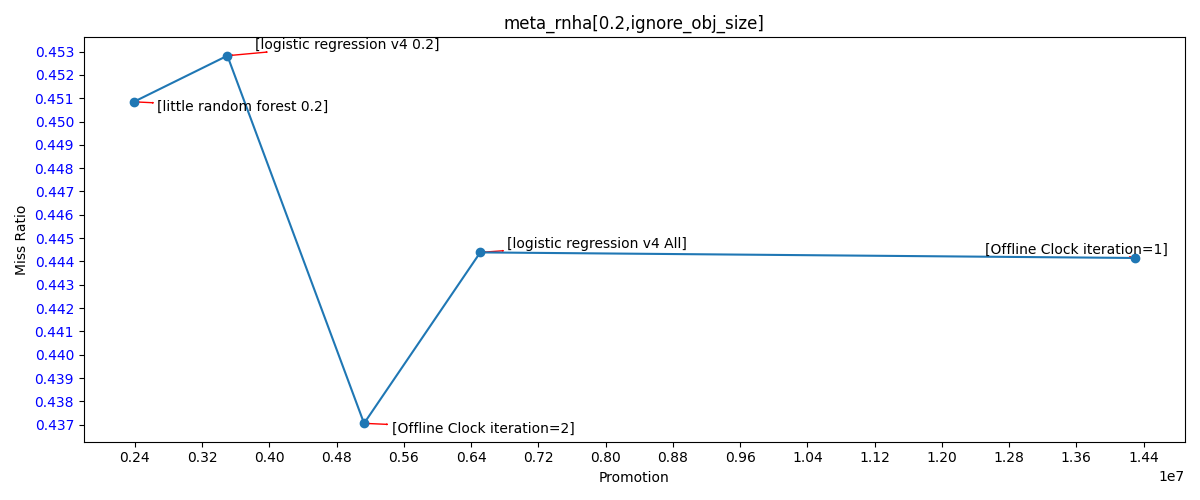 meta_rnha[0.2,ignore_obj_size]
Miss Ratio
0.453
0.452
0.451
0.450
0.449
0.448
0.447
0.446
0.445
0.444
0.443
0.442
0.441
0.440
0.439
0.438
0.437
[logistic regression v4 0.2]
[little random forest 0.2]
[logistic regression v4 All]
[Offline Clock iteration=1]
[Offline Clock iteration=2]
0.24 0.32 0.40 0.48 0.56 0.64 0.72 0.80 0.88 0.96 1.04 1.12 1.20 1.28 1.36 1.44
1e7
Promotion